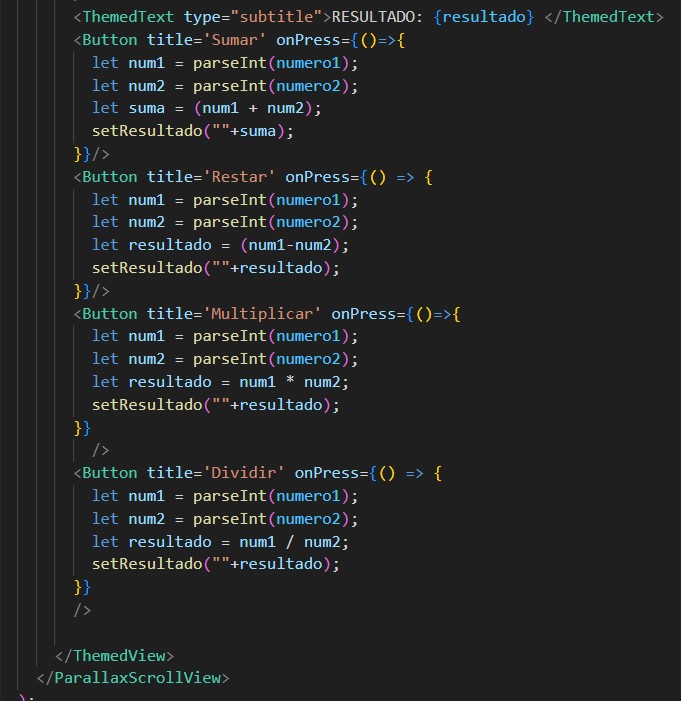 <ThemedText type="subtitle">RESULTADO: {resultado} </ThemedText>
<Button title='Sumar' onPress={()=>{
let num1 = parseInt(numero1);
let num2 = parseInt(numero2);
let suma = (num1 + num2);
setResultado(""+suma);
}}/>
<Button title='Restar' onPress={() => {
let num1 = parseInt(numero1);
let num2 = parseInt(numero2);
let resultado = (num1-num2);
setResultado(""+resultado);
}}/>
<Button title='Multiplicar' onPress={()=>{
let num1 = parseInt(numero1);
let num2 = parseInt(numero2);
let resultado = num1 * num2;
setResultado(""+resultado);
}}
/>
<Button title='Dividir' onPress={() => {
let num1 = parseInt(numero1);
let num2 = parseInt(numero2);
let resultado = num1 / num2;
setResultado(""+resultado);
}}
/>
</ThemedView>
</ParallaxScrollView>
);